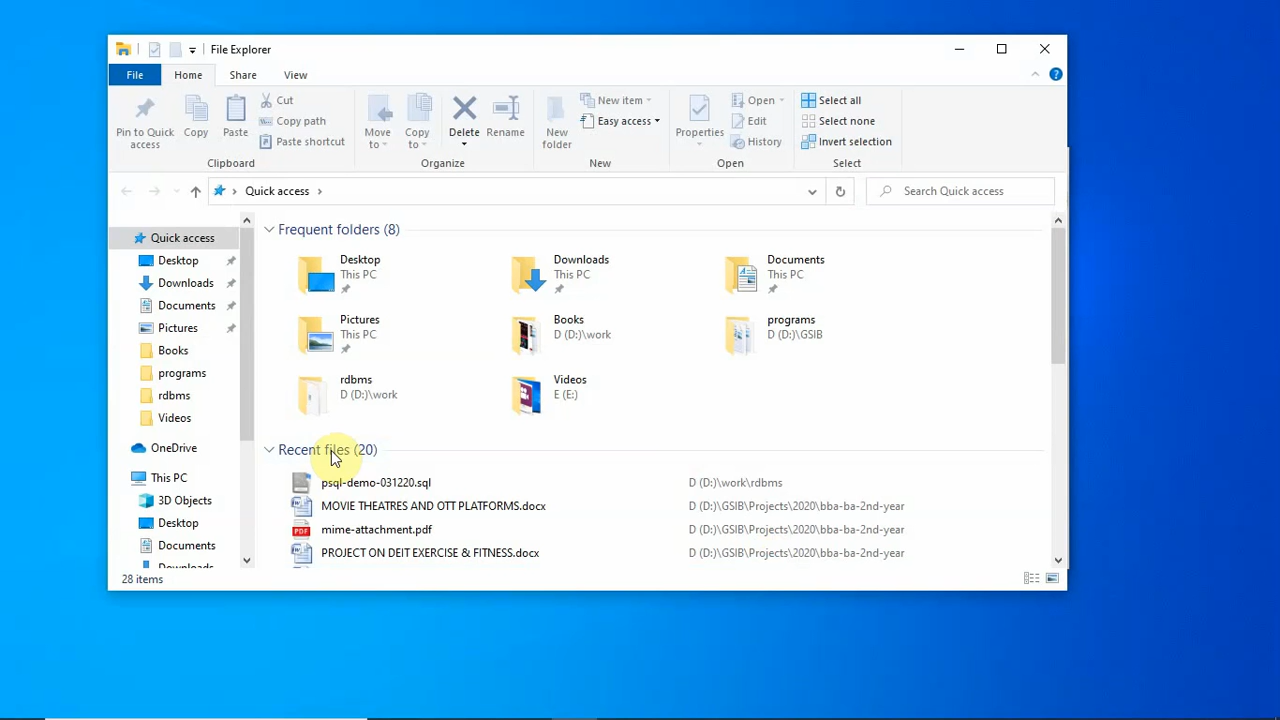 File Explorer
File Home Share View
Pin to Quick access
Copy
Paste
Cut
Copy path
Paste shortcut
Clipboard
Move to
Copy to
Delete
Rename
Organize
New folder
New item
Easy access
New
Properties
Open
Edit
History
Open
Select all
Select none
Invert selection
Select
Quick access
Search Quick access
Quick access
Desktop
Downloads
Documents
Pictures
Books
programs
rdbms
Videos
OneDrive
This PC
3D Objects
Desktop
Documents
Downloads
Frequent folders (8)
Desktop
This PC
Downloads
This PC
Documents
This PC
Pictures
This PC
Books
D (D:)\work
programs
D (D:)\GSIB
rdbms
D (D:)\work
Videos
E (E:)
Recent files (20)
psql-demo-031220.sql D (D:)\work\rdbms
MOVIE THEATRES AND OTT PLATFORMS.docx D (D:)\GSIB\Projects\2020\bba-ba-2nd-year
mime-attachment.pdf D (D:)\GSIB\Projects\2020\bba-ba-2nd-year
PROJECT ON DEIT EXERCISE & FITNESS.docx D (D:)\GSIB\Projects\2020\bba-ba-2nd-year
28 items